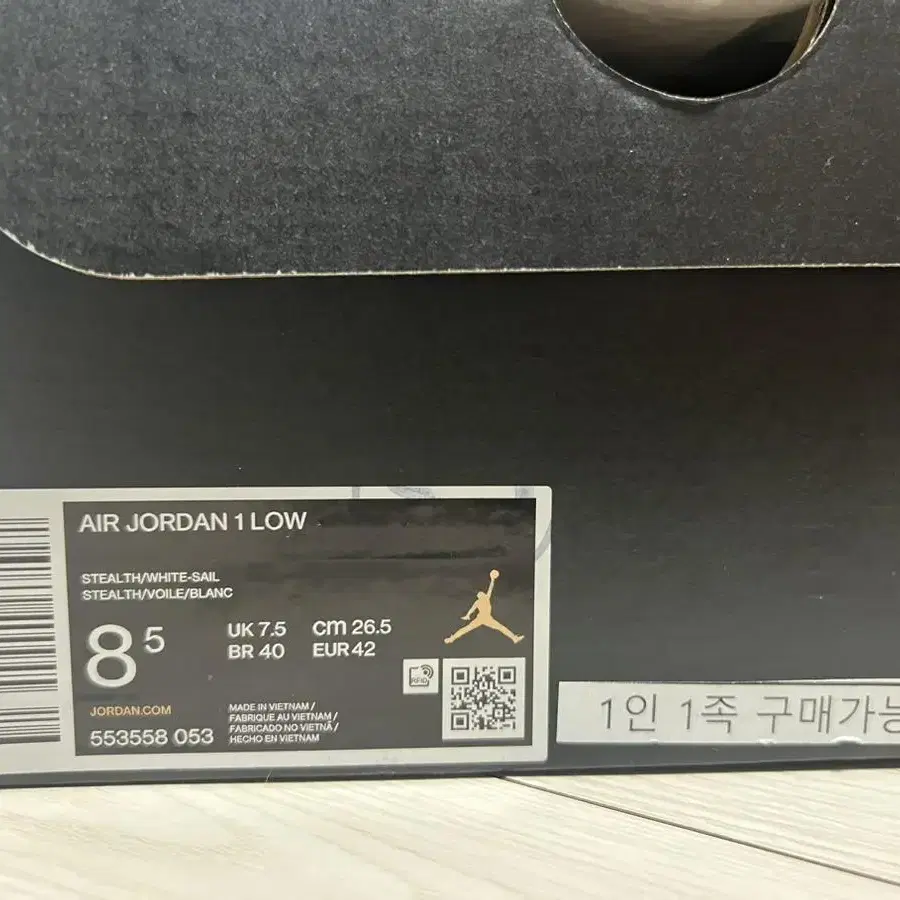 AIR JORDAN 1 LOW
STEALTH/WHITE-SAIL
STEALTH/VOILE/BLANC
8 5
UK 7.5 cm 26.5
BR 40 EUR 42
RFID
JORDAN.COM
553558 053
MADE IN VIETNAM /
FABRIQUE AU VIETNAM /
FABRICADO NO VIETNÃ /
HECHO EN VIETNAM
1인 1족 구매가능